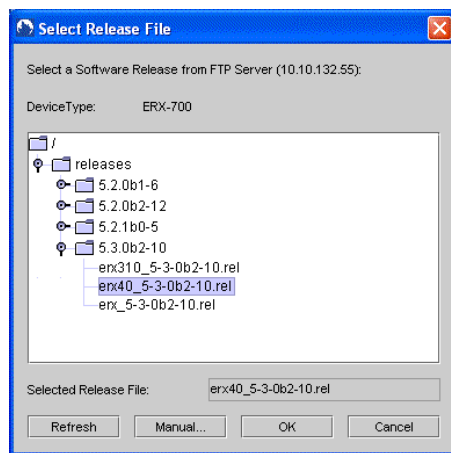 Select Release File
Select a Software Release from FTP Server (10.10.132.55):
DeviceType: ERX-700
/
releases
5.2.0b1-6
5.2.0b2-12
5.2.1b0-5
5.3.0b2-10
erx310_5-3-0b2-10.rel
erx40_5-3-0b2-10.rel
erx_5-3-0b2-10.rel
Selected Release File: erx40_5-3-0b2-10.rel
Refresh Manual... OK Cancel